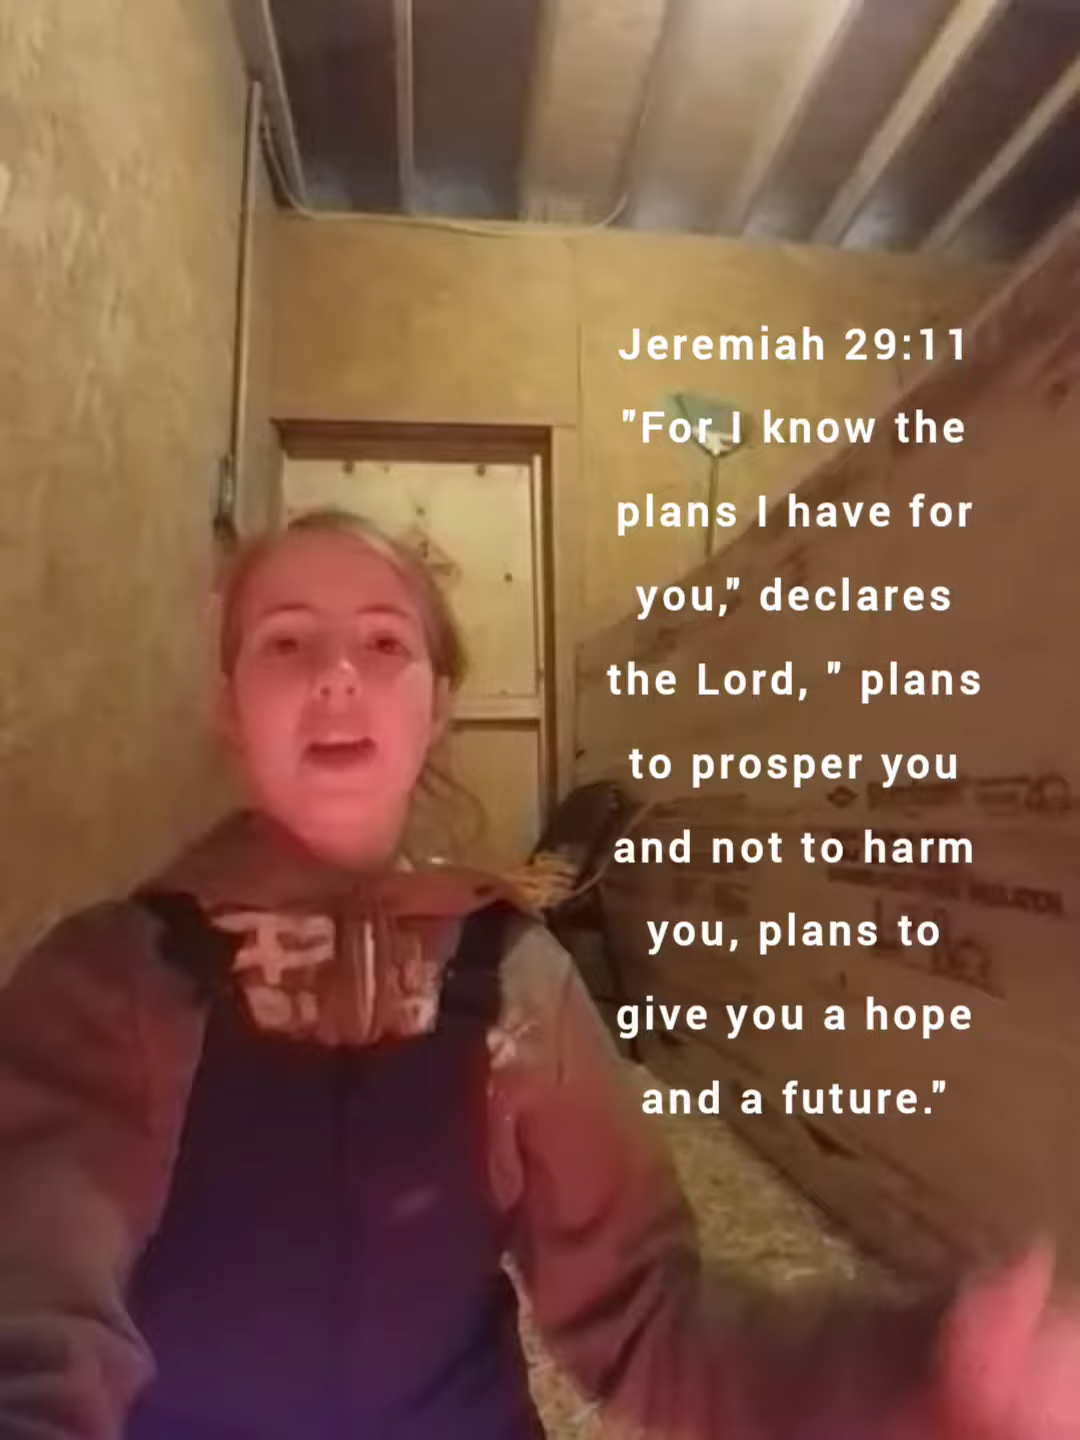 Jeremiah 29:11
"For I know the
plans I have for
you," declares
the Lord, " plans
to prosper you
and not to harm
you, plans to
give you a hope
and a future."